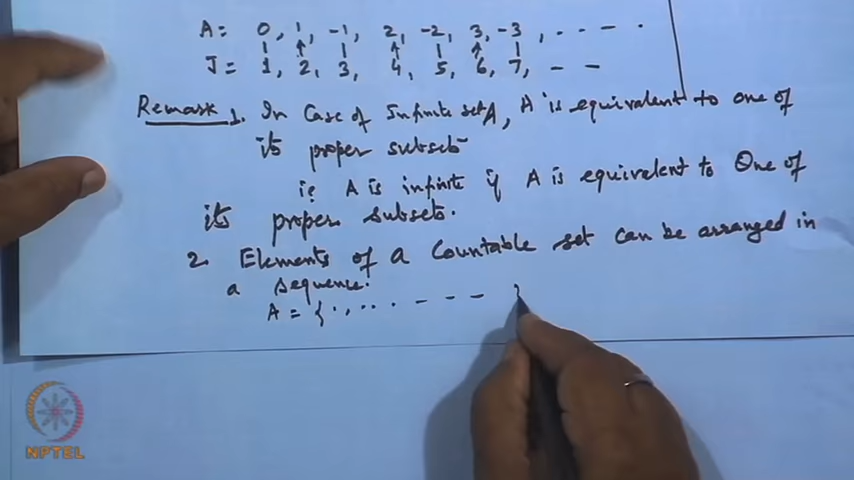 A = 0, 1, -1, 2, -2, 3, -3, - - - .
J = 1, 2, 3, 4, 5, 6, 7, - -
Remark 1. In Case of Infinite set A, A is equivalent to one of
its proper subset
ie A is infinite if A is equivalent to One of
its proper subsets.
2. Elements of a Countable set can be arranged in
a sequence.
A = { . , . . . - - - }
NPTEL